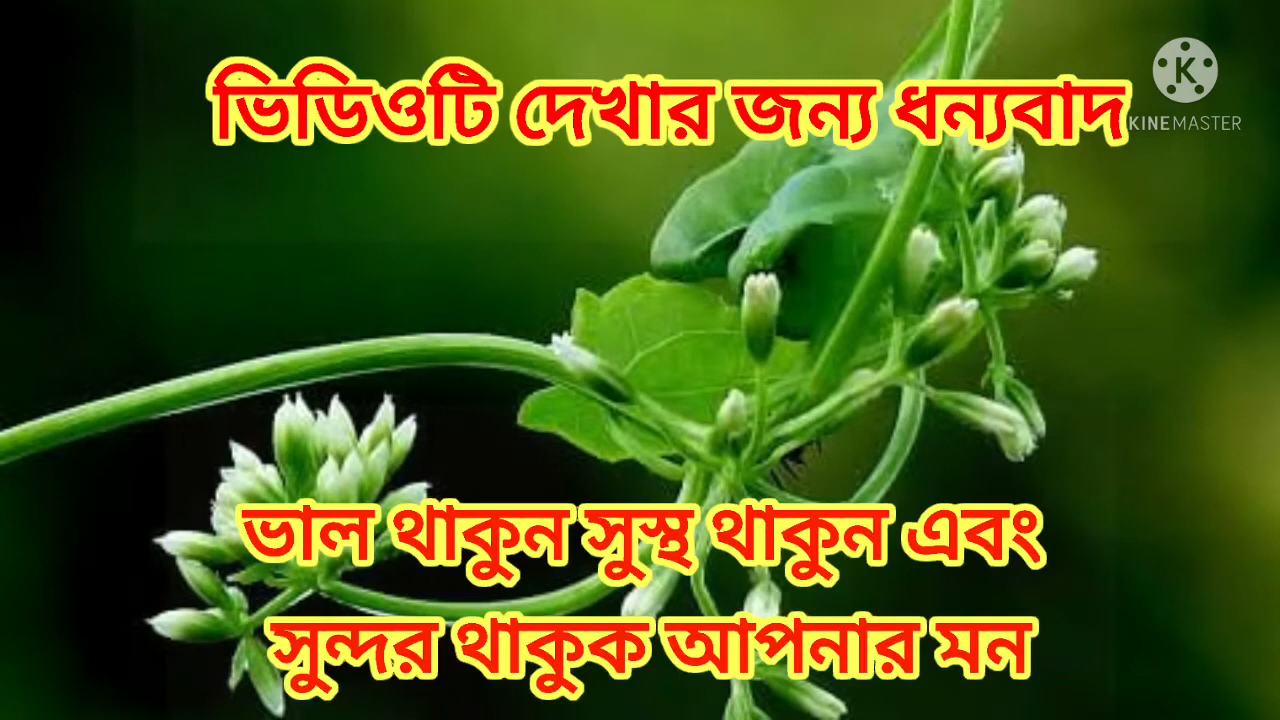 ভিডিওটি দেখার জন্য ধন্যবাদ
KINEMASTER
ভাল থাকুন সুস্থ থাকুন এবং
সুন্দর থাকুক আপনার মন